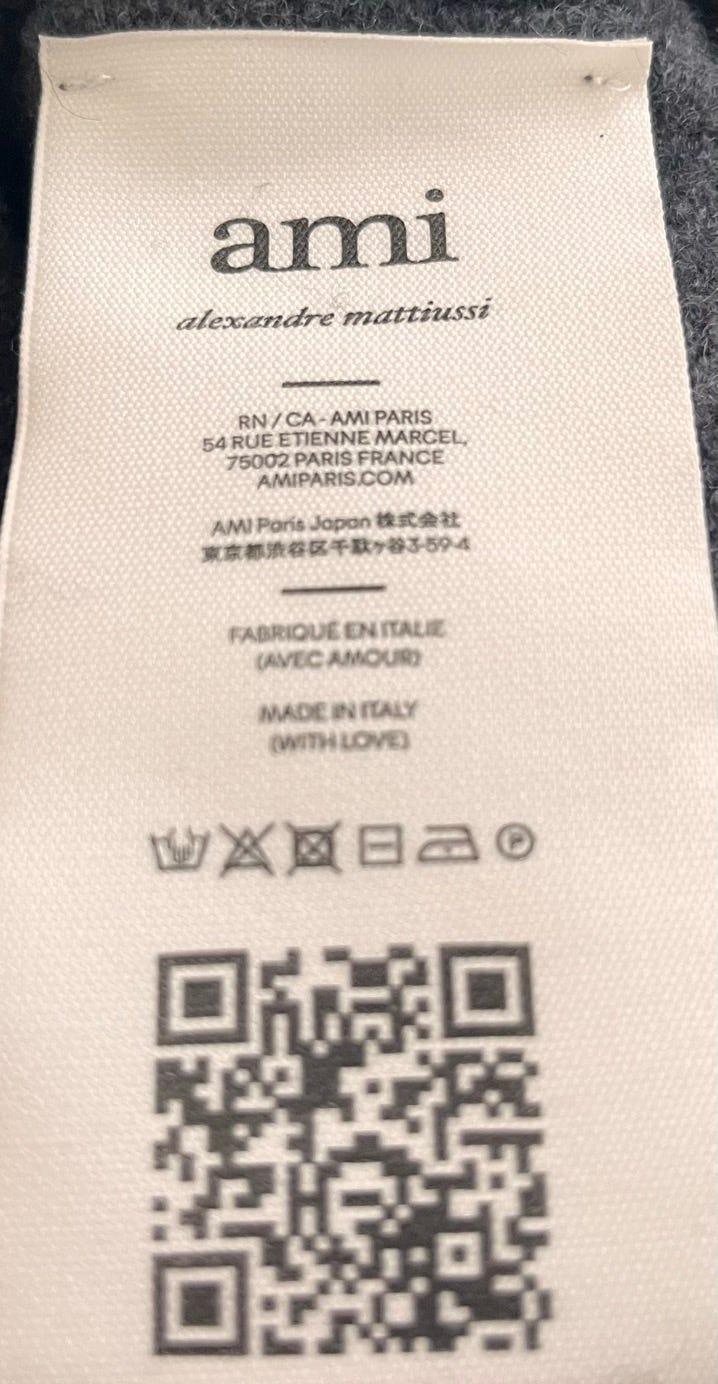 ami
alexandre mattiussi
RN / CA - AMI PARIS
54 RUE ETIENNE MARCEL,
75002 PARIS FRANCE
AMIPARIS.COM
AMI Paris Japan 株式会社
東京都渋谷区千駄ヶ谷3-59-4
FABRIQUÉ EN ITALIE
(AVEC AMOUR)
MADE IN ITALY
(WITH LOVE)
P